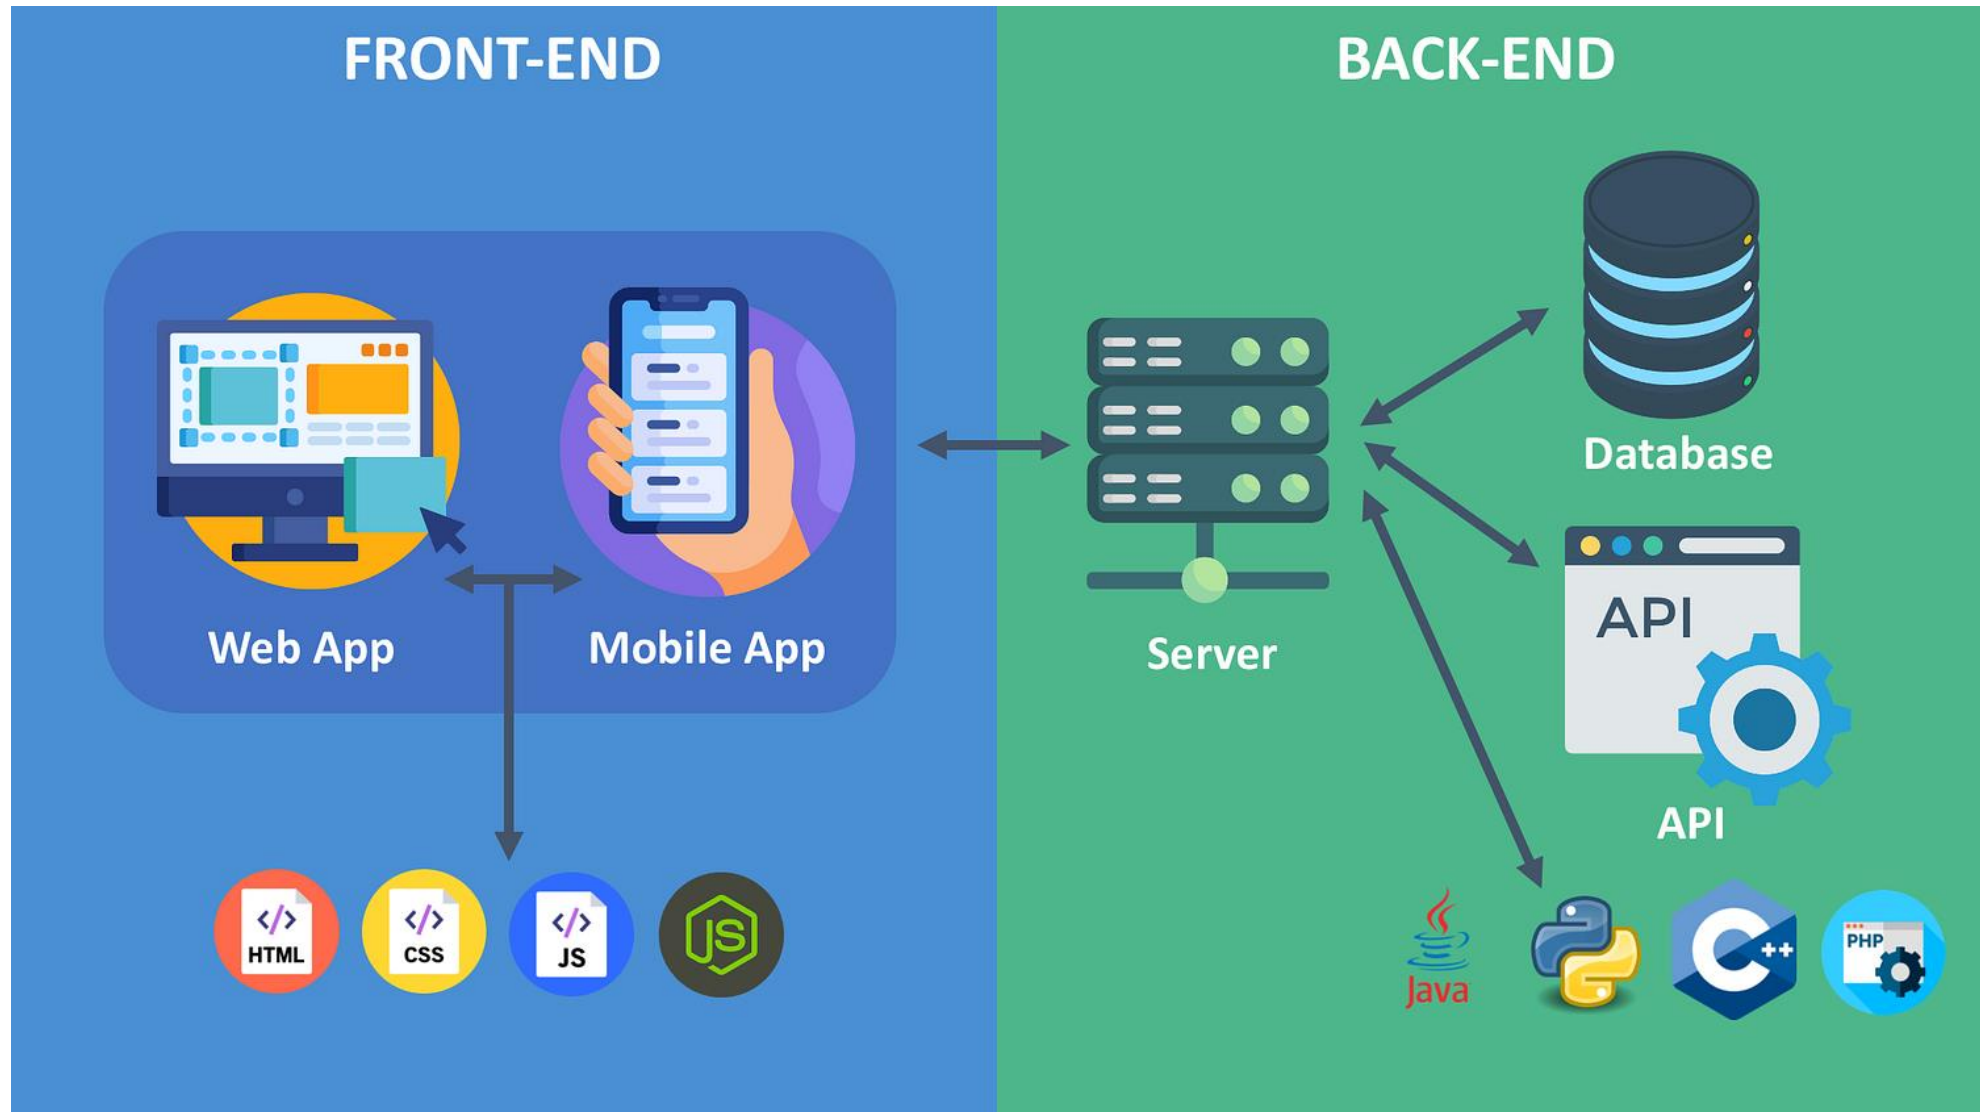 FRONT-END
BACK-END
Web App
Mobile App
Server
Database
API
API
</> HTML
</> CSS
</> JS
JS
Java
C++
PHP